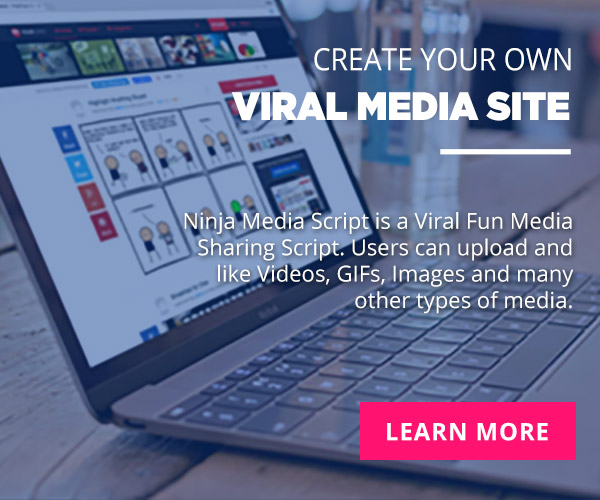 CREATE YOUR OWN
VIRAL MEDIA SITE
Ninja Media Script is a Viral Fun Media
Sharing Script. Users can upload and
like Videos, GIFs, Images and many
other types of media.
LEARN MORE